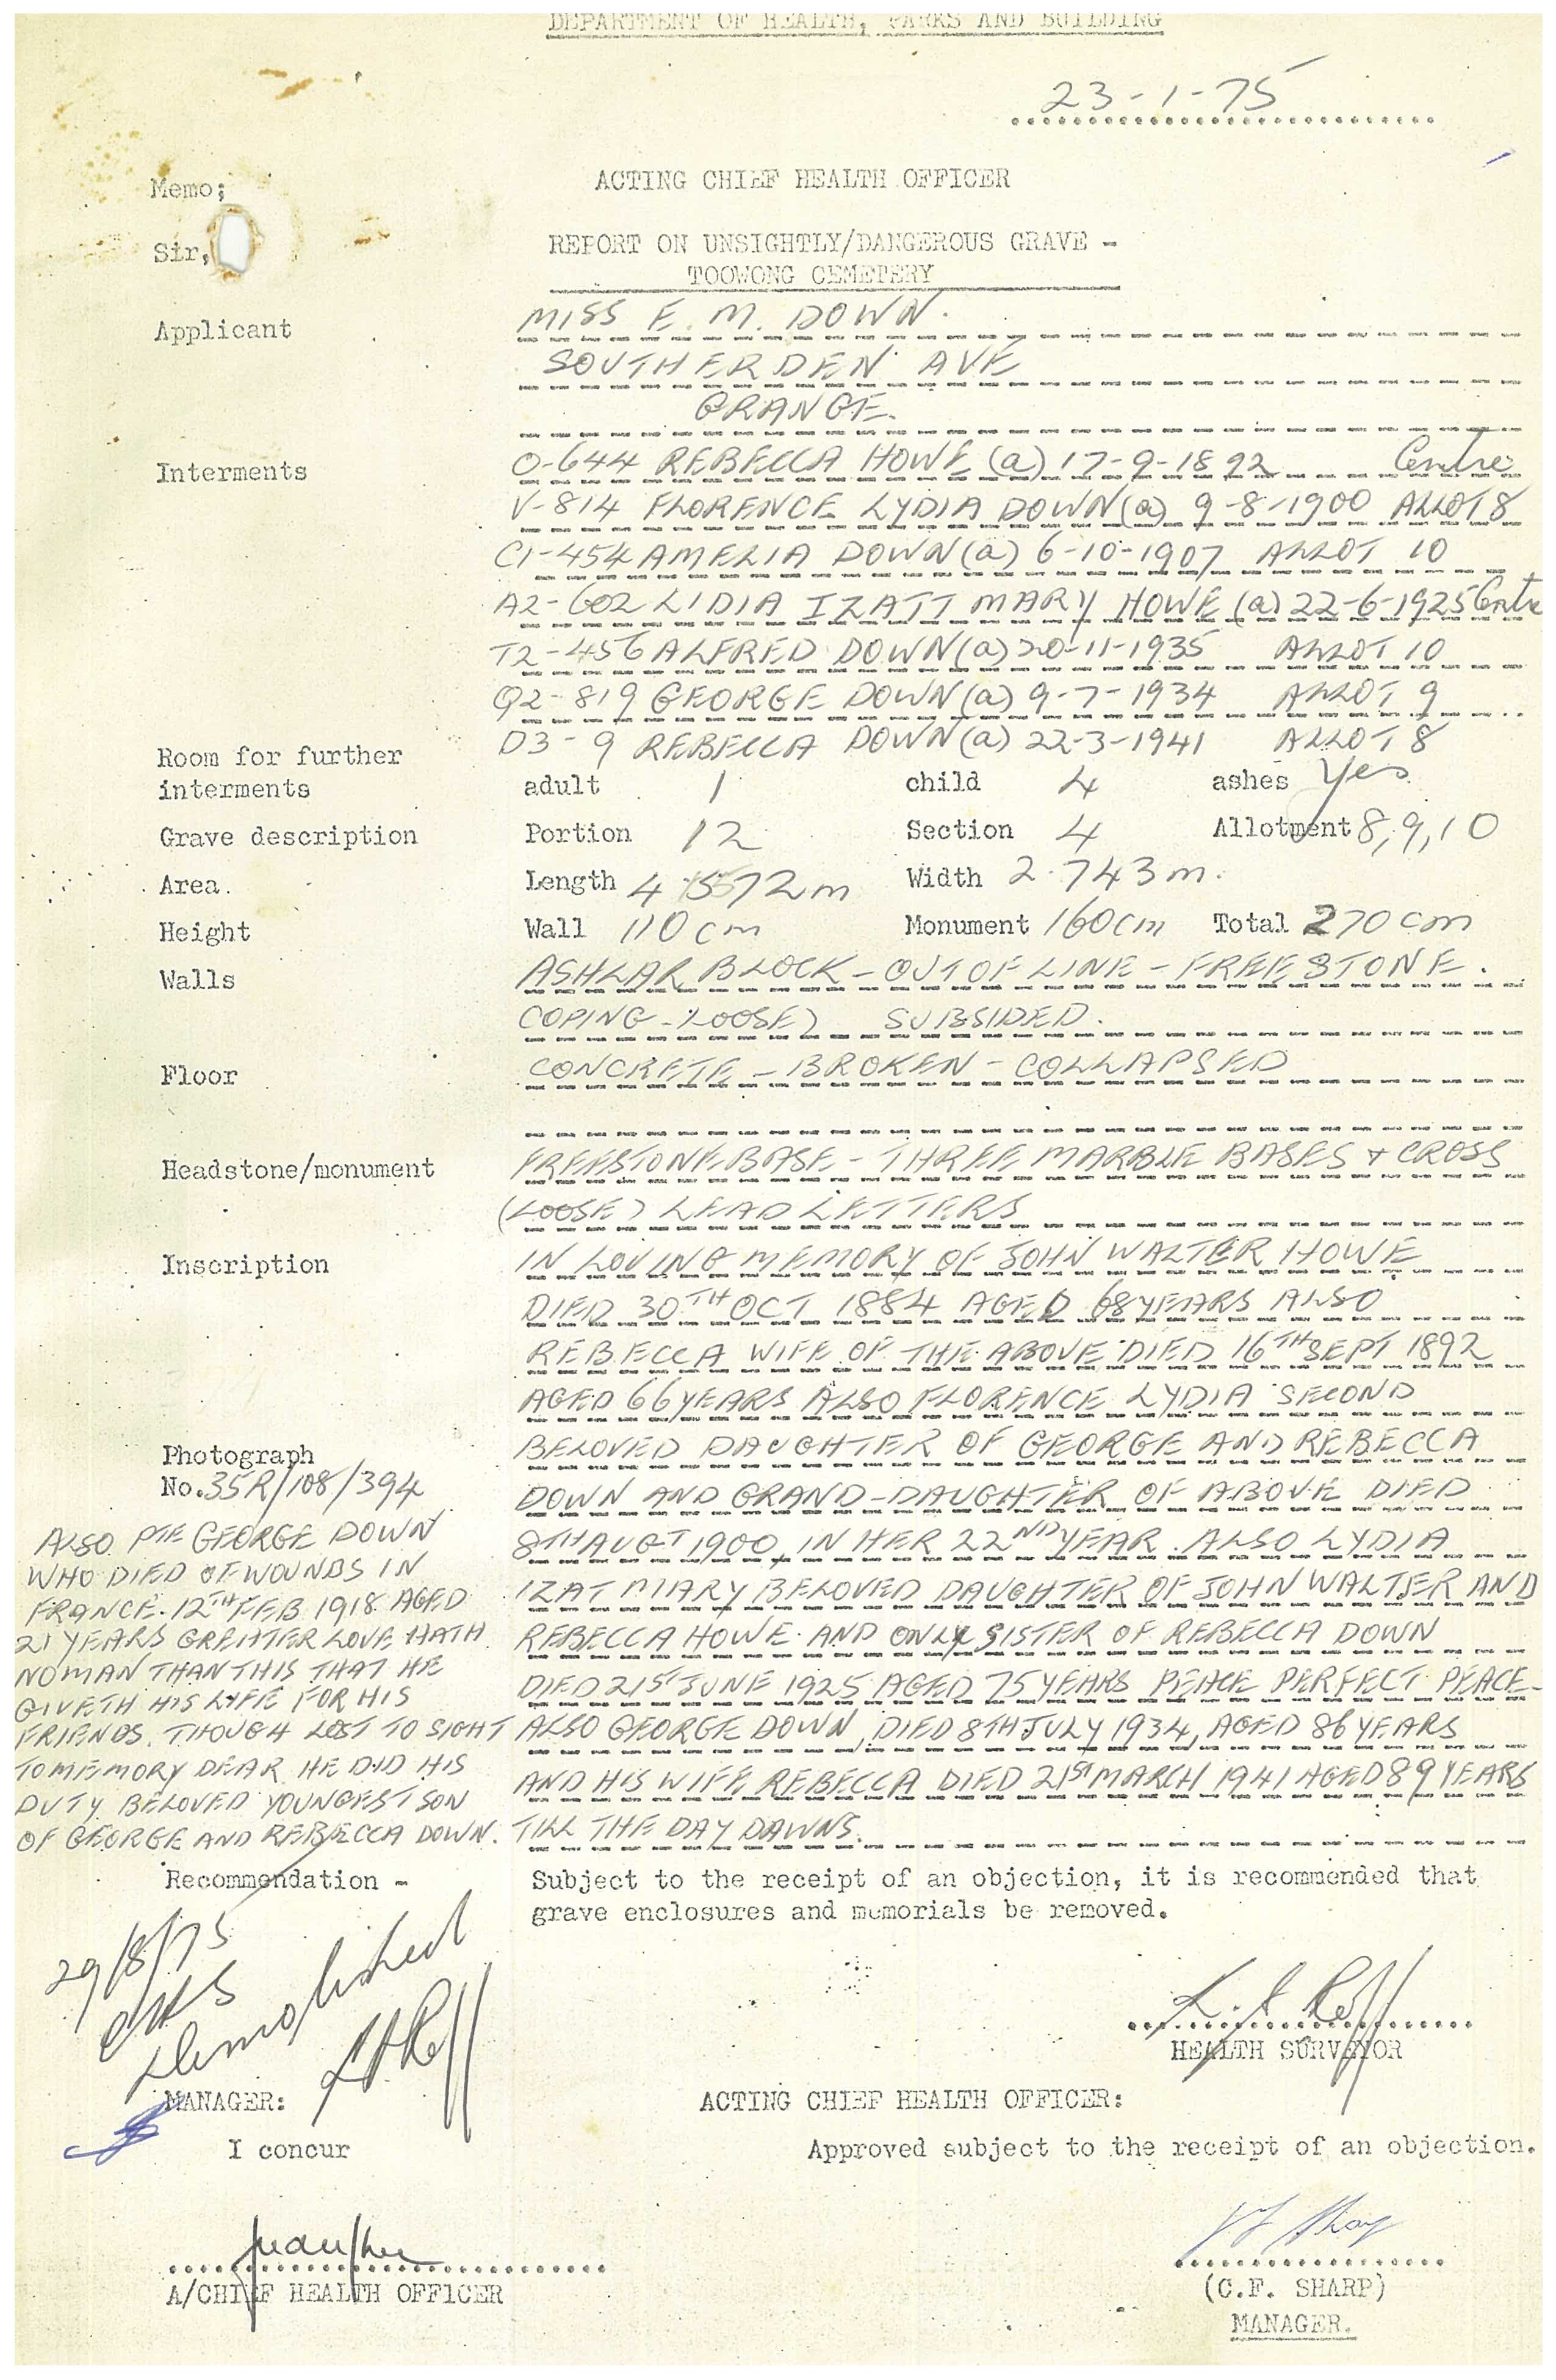 DEPARTMENT OF HEALTH, PARKS AND BUILDING
23-1-75
Memo;
ACTING CHIEF HEALTH OFFICER
Sir,
REPORT ON UNSIGHTLY/DANGEROUS GRAVE -
TOOWONG CEMETERY
Applicant MISS E. M. DOWN.
SOUTHERDEN AVE
GRANGE.
Interments O-644 REBECCA HOWE (a) 17-9-1892 Centre
V-814 FLORENCE LYDIA DOWN (a) 9-8-1900 ALLOT 8
C1-454 AMELIA DOWN (a) 6-10-1907 ALLOT 10
A2-602 LIDIA IZATT MARY HOWE (a) 22-6-1925 Centre
T2-456 ALFRED DOWN (a) 20-11-1935 ALLOT 10
Q2-819 GEORGE DOWN (a) 9-7-1934 ALLOT 9
D3-9 REBECCA DOWN (a) 22-3-1941 ALLOT 8
Room for further
interments adult 1 child 4 ashes Yes
Grave description Portion 12 Section 4 Allotment 8,9,10
Area. Length 4.572m Width 2.743m.
Height Wall 110cm Monument 160cm Total 270cm
Walls ASHLAR BLOCK - OUT OF LINE - FREESTONE.
COPING - LOOSE) SUBSIDED.
Floor CONCRETE - BROKEN - COLLAPSED
Headstone/monument FREESTONE BASE - THREE MARBLE BASES + CROSS
(LOOSE) LEAD LETTERS
Inscription IN LOVING MEMORY OF JOHN WALTER HOWE
DIED 30TH OCT 1884 AGED 68 YEARS ALSO
REBECCA WIFE OF THE ABOVE DIED 16TH SEPT 1892
AGED 66 YEARS ALSO FLORENCE LYDIA SECOND
BELOVED DAUGHTER OF GEORGE AND REBECCA
DOWN AND GRAND-DAUGHTER OF ABOVE DIED
8TH AUGT 1900, IN HER 22ND YEAR. ALSO LYDIA
IZAT MARY BELOVED DAUGHTER OF JOHN WALTER AND
REBECCA HOWE. AND ONLY SISTER OF REBECCA DOWN
DIED 21ST JUNE 1925 AGED 75 YEARS PEACE PERFECT PEACE-
ALSO GEORGE DOWN, DIED 8TH JULY 1934, AGED 86 YEARS
AND HIS WIFE REBECCA DIED 21ST MARCH 1941 AGED 89 YEARS
TILL THE DAY DAWNS.
Photograph
No. 35R/108/394
ALSO PTE GEORGE DOWN
WHO DIED OF WOUNDS IN
FRANCE. 12TH FEB 1918 AGED
21 YEARS GREATER LOVE HATH
NO MAN THAN THIS THAT HE
GIVETH HIS LIFE FOR HIS
FRIENDS. THOUGH LOST TO SIGHT
TO MEMORY DEAR HE DID HIS
DUTY. BELOVED YOUNGEST SON
OF GEORGE AND REBECCA DOWN.
Recommendation - Subject to the receipt of an objection, it is recommended that
grave enclosures and memorials be removed.
29/8/75
demolished
HEALTH SURVEYOR
MANAGER: ACTING CHIEF HEALTH OFFICER:
I concur Approved subject to the receipt of an objection.
A/CHIEF HEALTH OFFICER
(C.F. SHARP)
MANAGER.